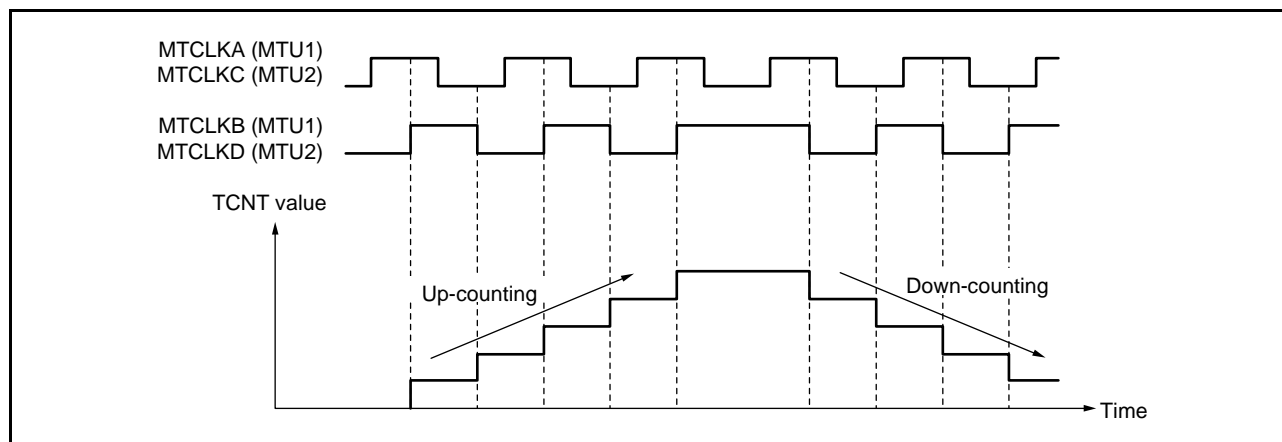 MTCLKA (MTU1)
MTCLKC (MTU2)
MTCLKB (MTU1)
MTCLKD (MTU2)
TCNT value
Up-counting
Down-counting
Time